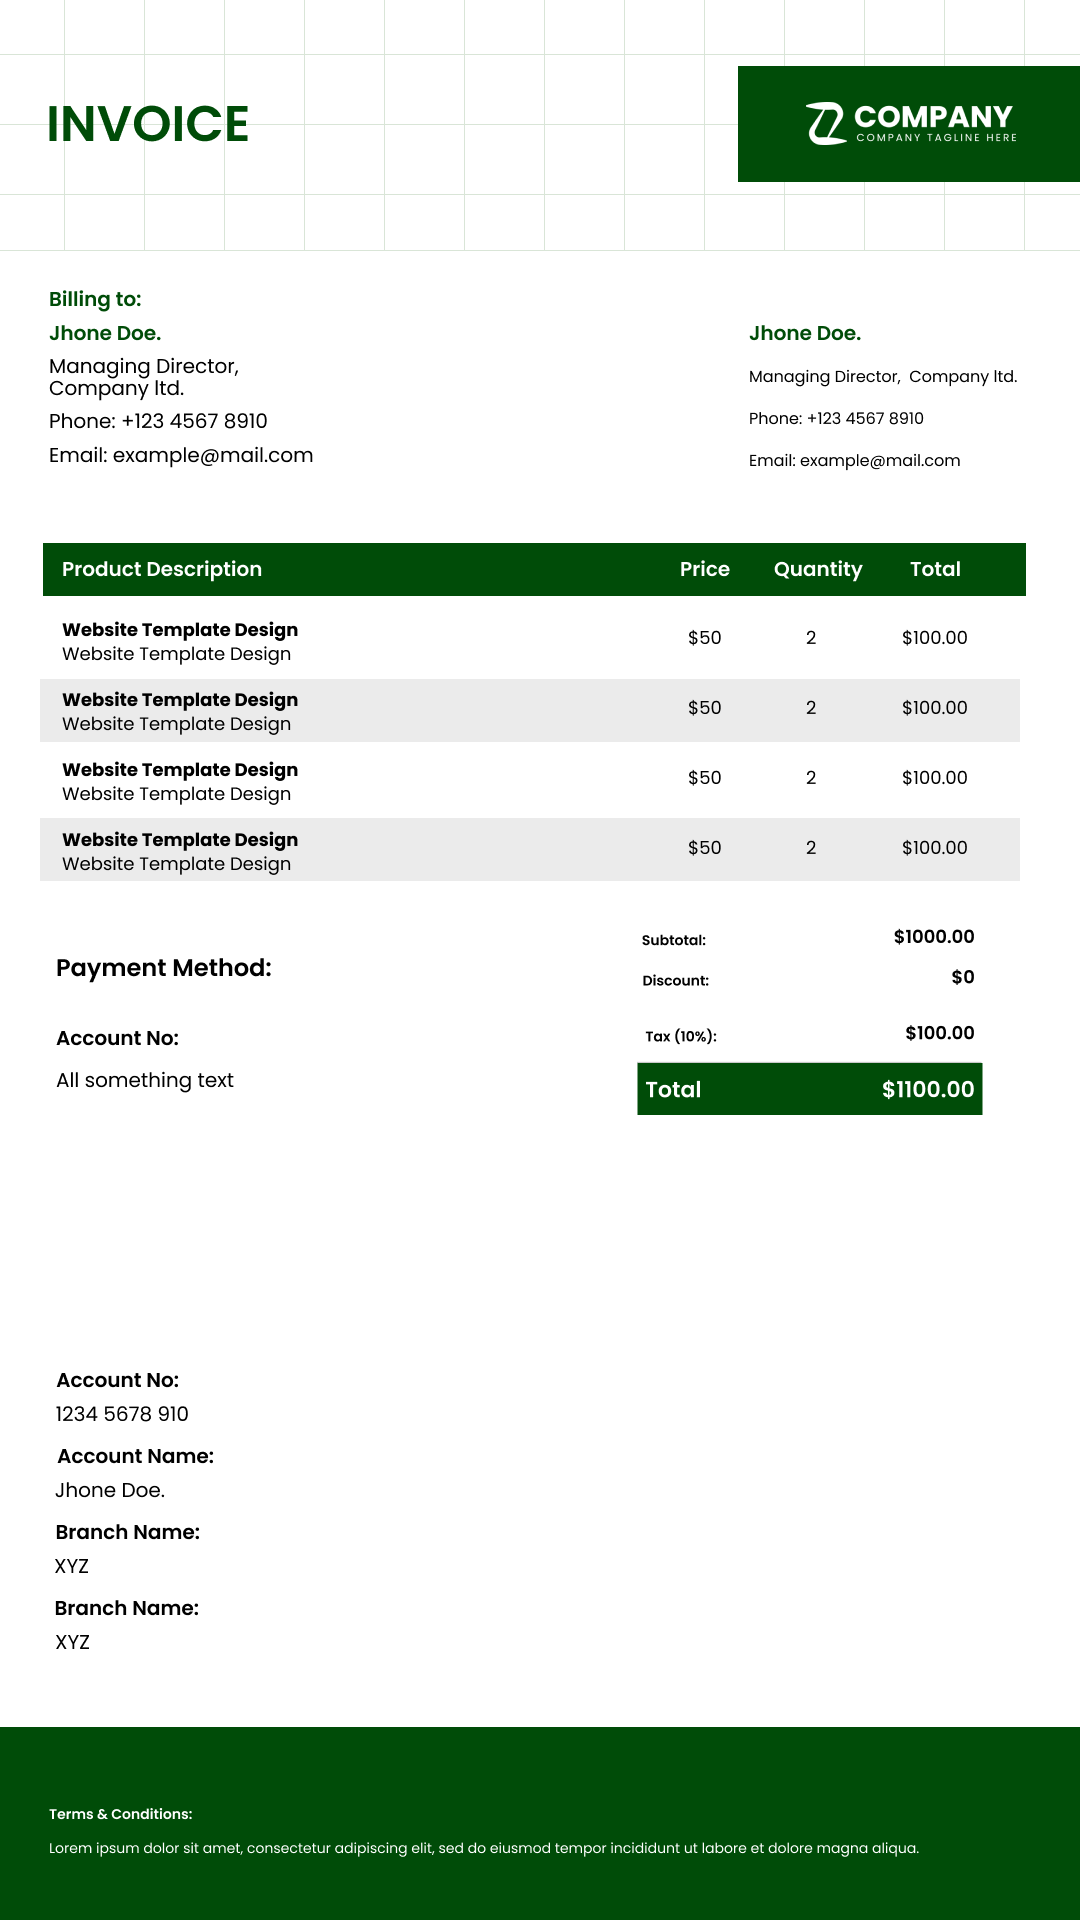 INVOICE
COMPANY
COMPANY TAGLINE HERE
Billing to:
Jhone Doe.
Managing Director,
Company ltd.
Phone: +123 4567 8910
Email: example@mail.com
Jhone Doe.
Managing Director,  Company ltd.
Phone: +123 4567 8910
Email: example@mail.com
Product Description Price Quantity Total
Website Template Design
Website Template Design
$50 2 $100.00
Website Template Design
Website Template Design
$50 2 $100.00
Website Template Design
Website Template Design
$50 2 $100.00
Website Template Design
Website Template Design
$50 2 $100.00
Subtotal: $1000.00
Discount: $0
Tax (10%): $100.00
Total $1100.00
Payment Method:
Account No:
All something text
Account No:
1234 5678 910
Account Name:
Jhone Doe.
Branch Name:
XYZ
Branch Name:
XYZ
Terms & Conditions:
Lorem ipsum dolor sit amet, consectetur adipiscing elit, sed do eiusmod tempor incididunt ut labore et dolore magna aliqua.